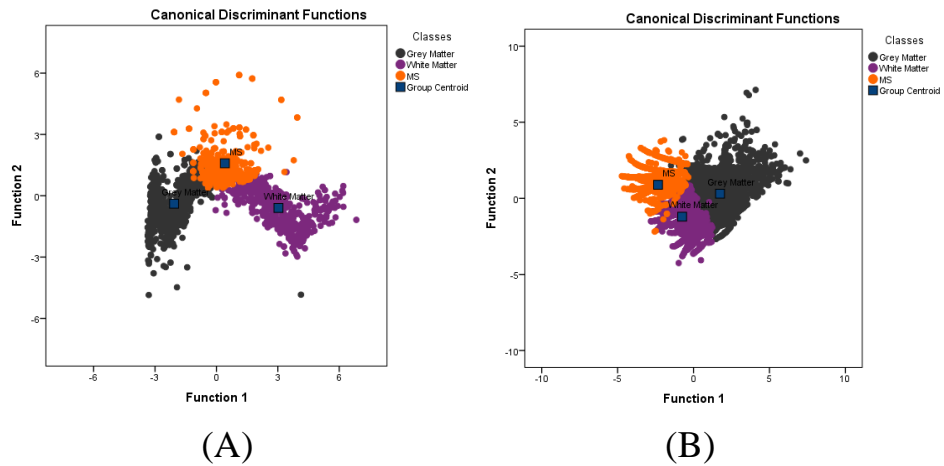 Canonical Discriminant Functions
Classes
Grey Matter
White Matter
MS
Group Centroid
Function 2
6
3
0
-3
-6
MS
Grey Matter
White Matter
-6
-3
0
3
6
Function 1
(A)
Canonical Discriminant Functions
Classes
Grey Matter
White Matter
MS
Group Centroid
Function 2
10
5
0
-5
-10
MS
Grey Matter
White Matter
-10
-5
0
5
10
Function 1
(B)